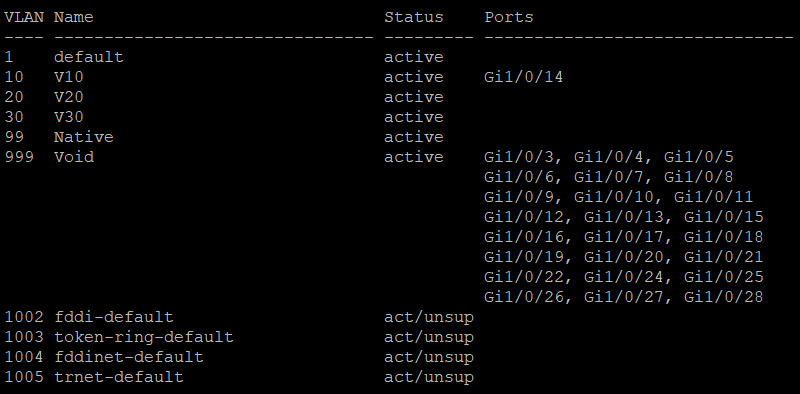 VLAN Name                             Status    Ports
---- -------------------------------- --------- -------------------------------
1    default                          active
10   V10                              active    Gi1/0/14
20   V20                              active
30   V30                              active
99   Native                           active
999  Void                             active    Gi1/0/3, Gi1/0/4, Gi1/0/5
                                                Gi1/0/6, Gi1/0/7, Gi1/0/8
                                                Gi1/0/9, Gi1/0/10, Gi1/0/11
                                                Gi1/0/12, Gi1/0/13, Gi1/0/15
                                                Gi1/0/16, Gi1/0/17, Gi1/0/18
                                                Gi1/0/19, Gi1/0/20, Gi1/0/21
                                                Gi1/0/22, Gi1/0/24, Gi1/0/25
                                                Gi1/0/26, Gi1/0/27, Gi1/0/28
1002 fddi-default                     act/unsup
1003 token-ring-default               act/unsup
1004 fddinet-default                  act/unsup
1005 trnet-default                    act/unsup